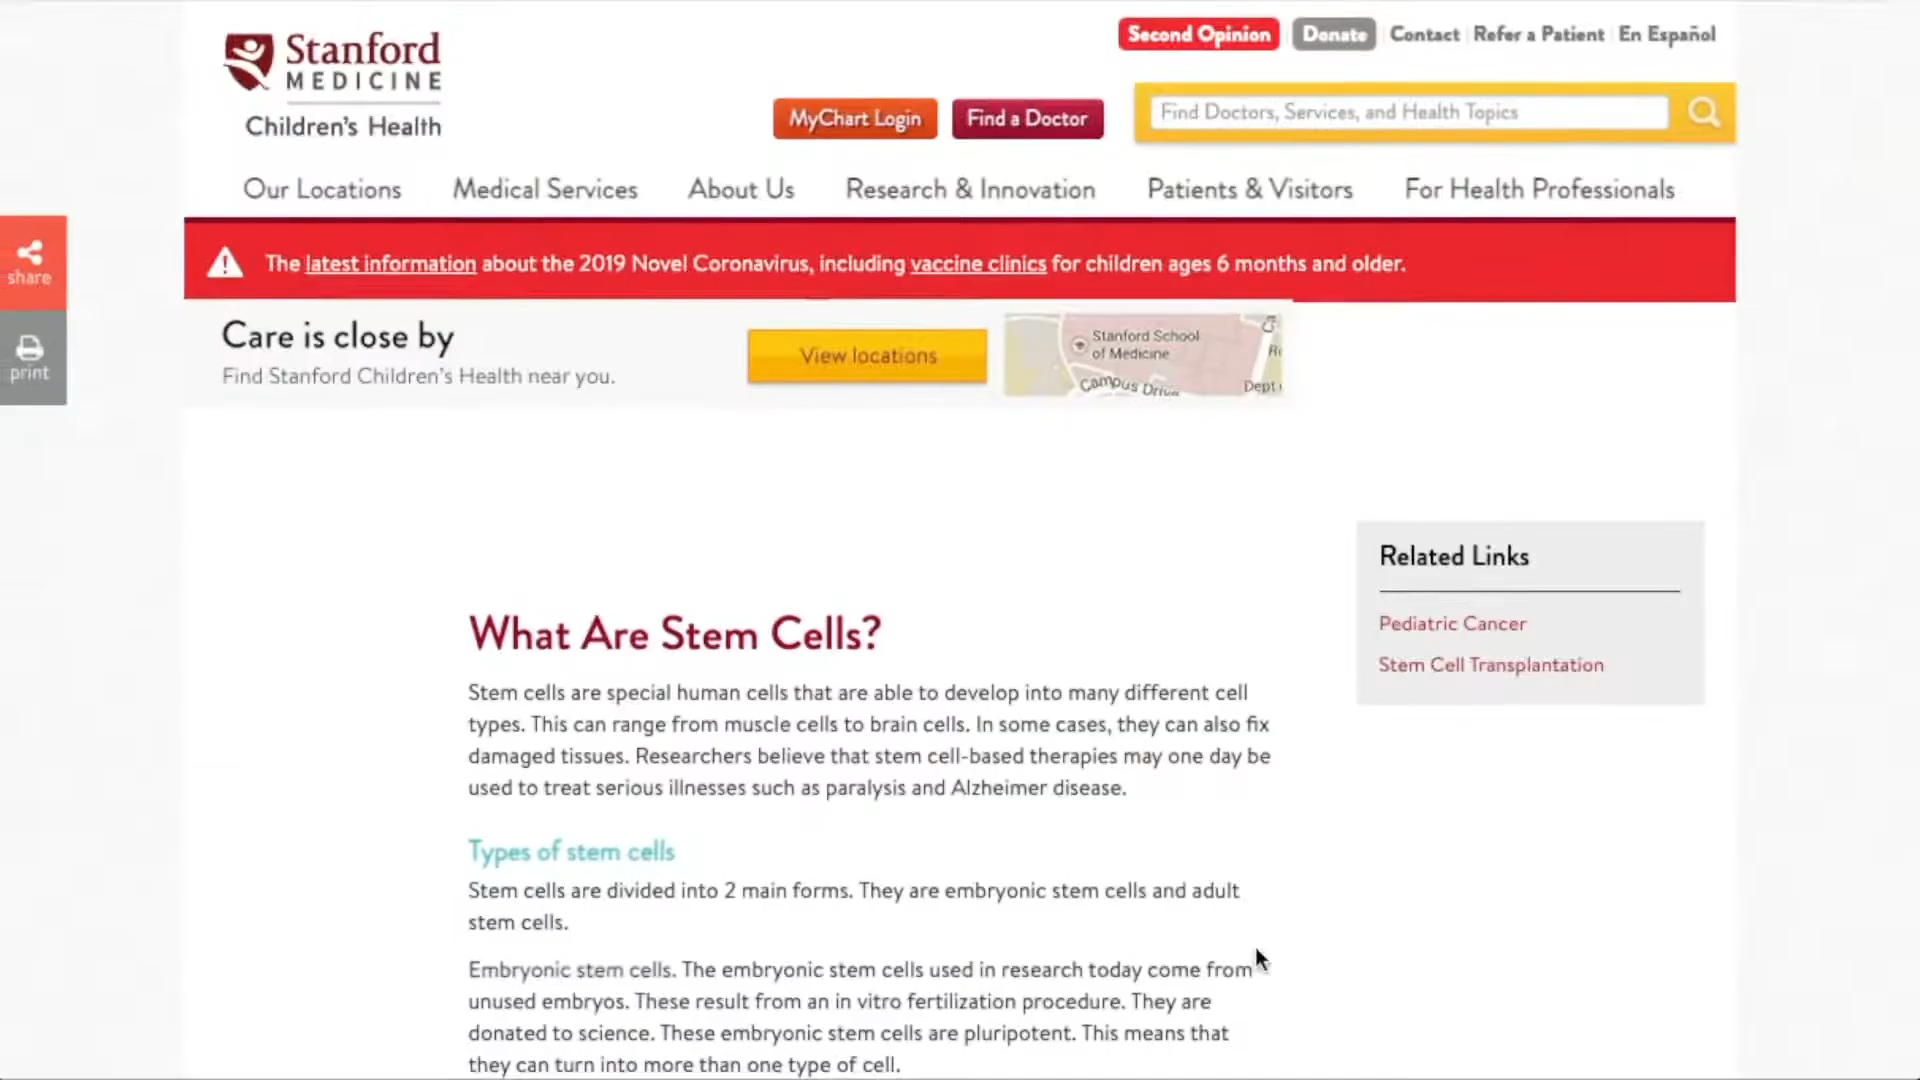 Second Opinion
Donate
Contact
Refer a Patient
En Español
Stanford
MEDICINE
Children's Health
MyChart Login
Find a Doctor
Find Doctors, Services, and Health Topics
Our Locations
Medical Services
About Us
Research & Innovation
Patients & Visitors
For Health Professionals
share
print
The latest information about the 2019 Novel Coronavirus, including vaccine clinics for children ages 6 months and older.
Care is close by
Find Stanford Children's Health near you.
View locations
Stanford School
of Medicine
Campus Drive
Dept
Related Links
Pediatric Cancer
Stem Cell Transplantation
What Are Stem Cells?
Stem cells are special human cells that are able to develop into many different cell
types. This can range from muscle cells to brain cells. In some cases, they can also fix
damaged tissues. Researchers believe that stem cell-based therapies may one day be
used to treat serious illnesses such as paralysis and Alzheimer disease.
Types of stem cells
Stem cells are divided into 2 main forms. They are embryonic stem cells and adult
stem cells.
Embryonic stem cells. The embryonic stem cells used in research today come from
unused embryos. These result from an in vitro fertilization procedure. They are
donated to science. These embryonic stem cells are pluripotent. This means that
they can turn into more than one type of cell.